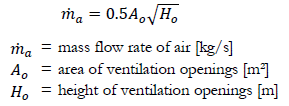 ṁₐ = 0.5Aₒ√Hₒ
ṁₐ = mass flow rate of air [kg/s]
Aₒ = area of ventilation openings [m²]
Hₒ = height of ventilation openings [m]